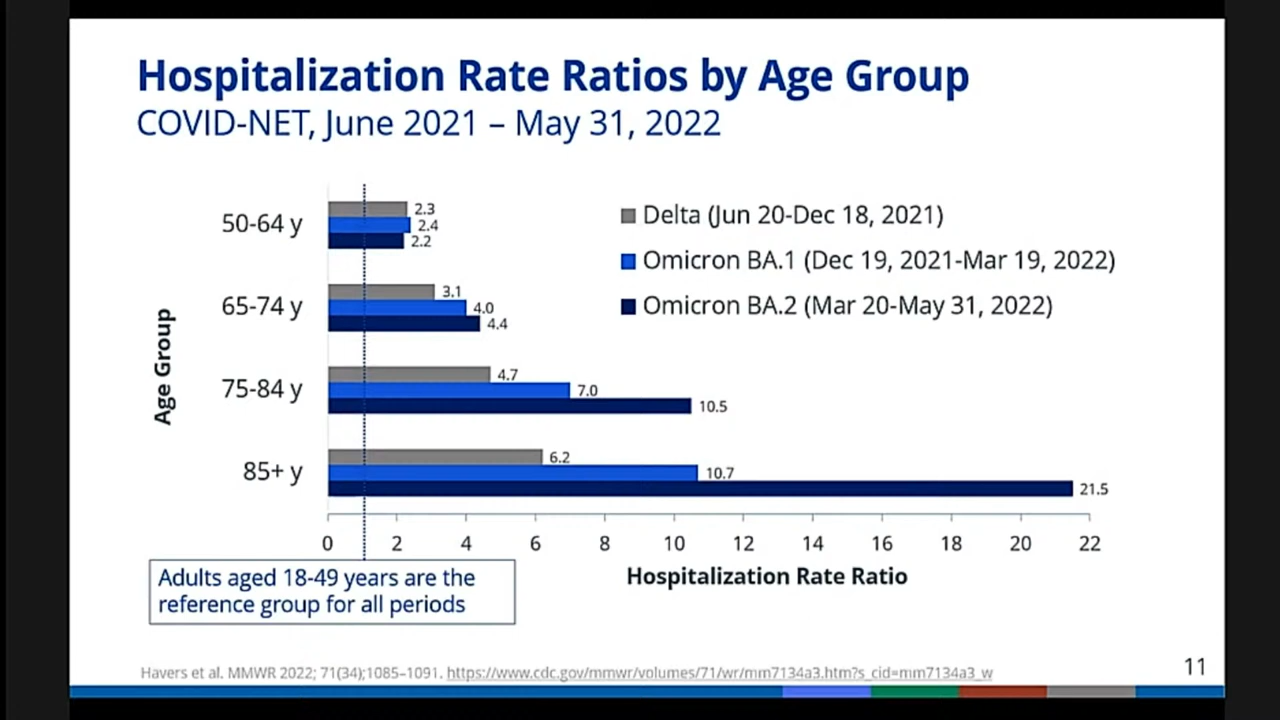 Hospitalization Rate Ratios by Age Group
COVID-NET, June 2021 – May 31, 2022
Delta (Jun 20-Dec 18, 2021)
Omicron BA.1 (Dec 19, 2021-Mar 19, 2022)
Omicron BA.2 (Mar 20-May 31, 2022)
Age Group
50-64 y
2.3
2.4
2.2
65-74 y
3.1
4.0
4.4
75-84 y
4.7
7.0
10.5
85+ y
6.2
10.7
21.5
0 2 4 6 8 10 12 14 16 18 20 22
Hospitalization Rate Ratio
Adults aged 18-49 years are the
reference group for all periods
Havers et al. MMWR 2022; 71(34);1085–1091. https://www.cdc.gov/mmwr/volumes/71/wr/mm7134a3.htm?s_cid=mm7134a3_w
11